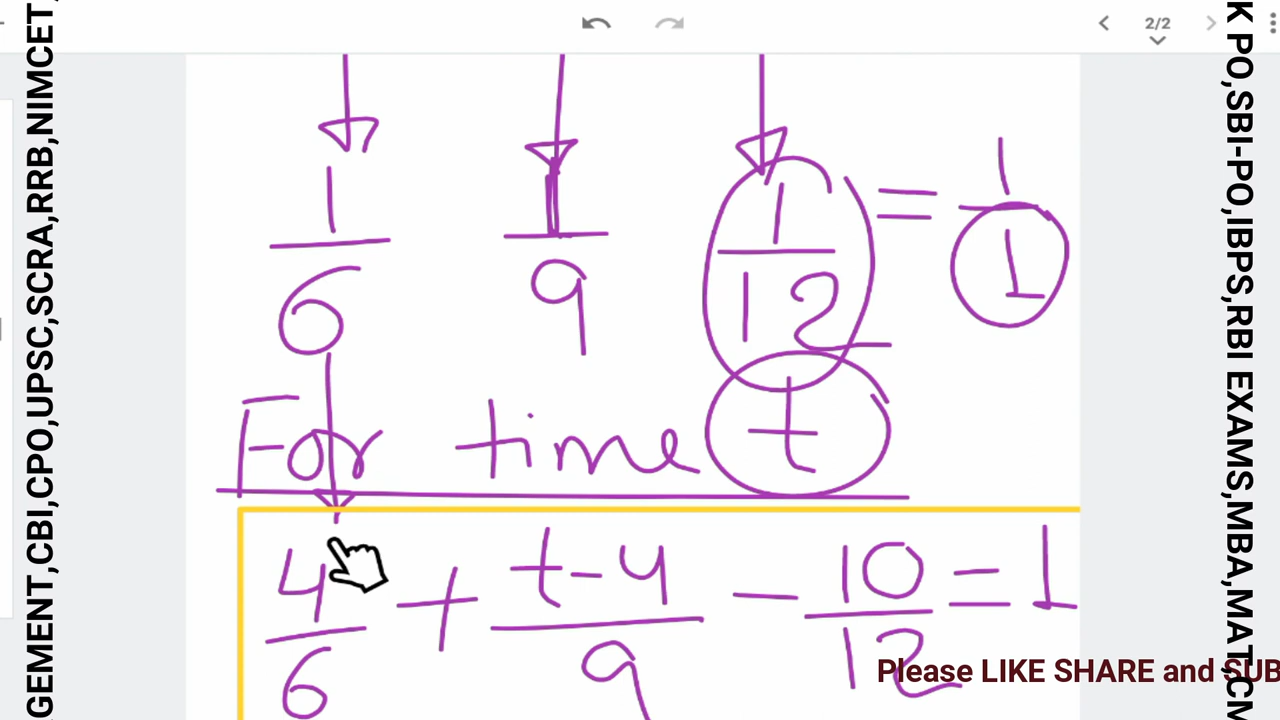 2/2
GEMENT,CBI,CPO,UPSC,SCRA,RRB,NIMCET,
1/6 1/9 1/12 = 1/1
For time t
4/6 + t-4/9 - 10/12 = 1
Please LIKE SHARE and SUB
K PO,SBI-PO,IBPS,RBI EXAMS,MBA,MAT,CM